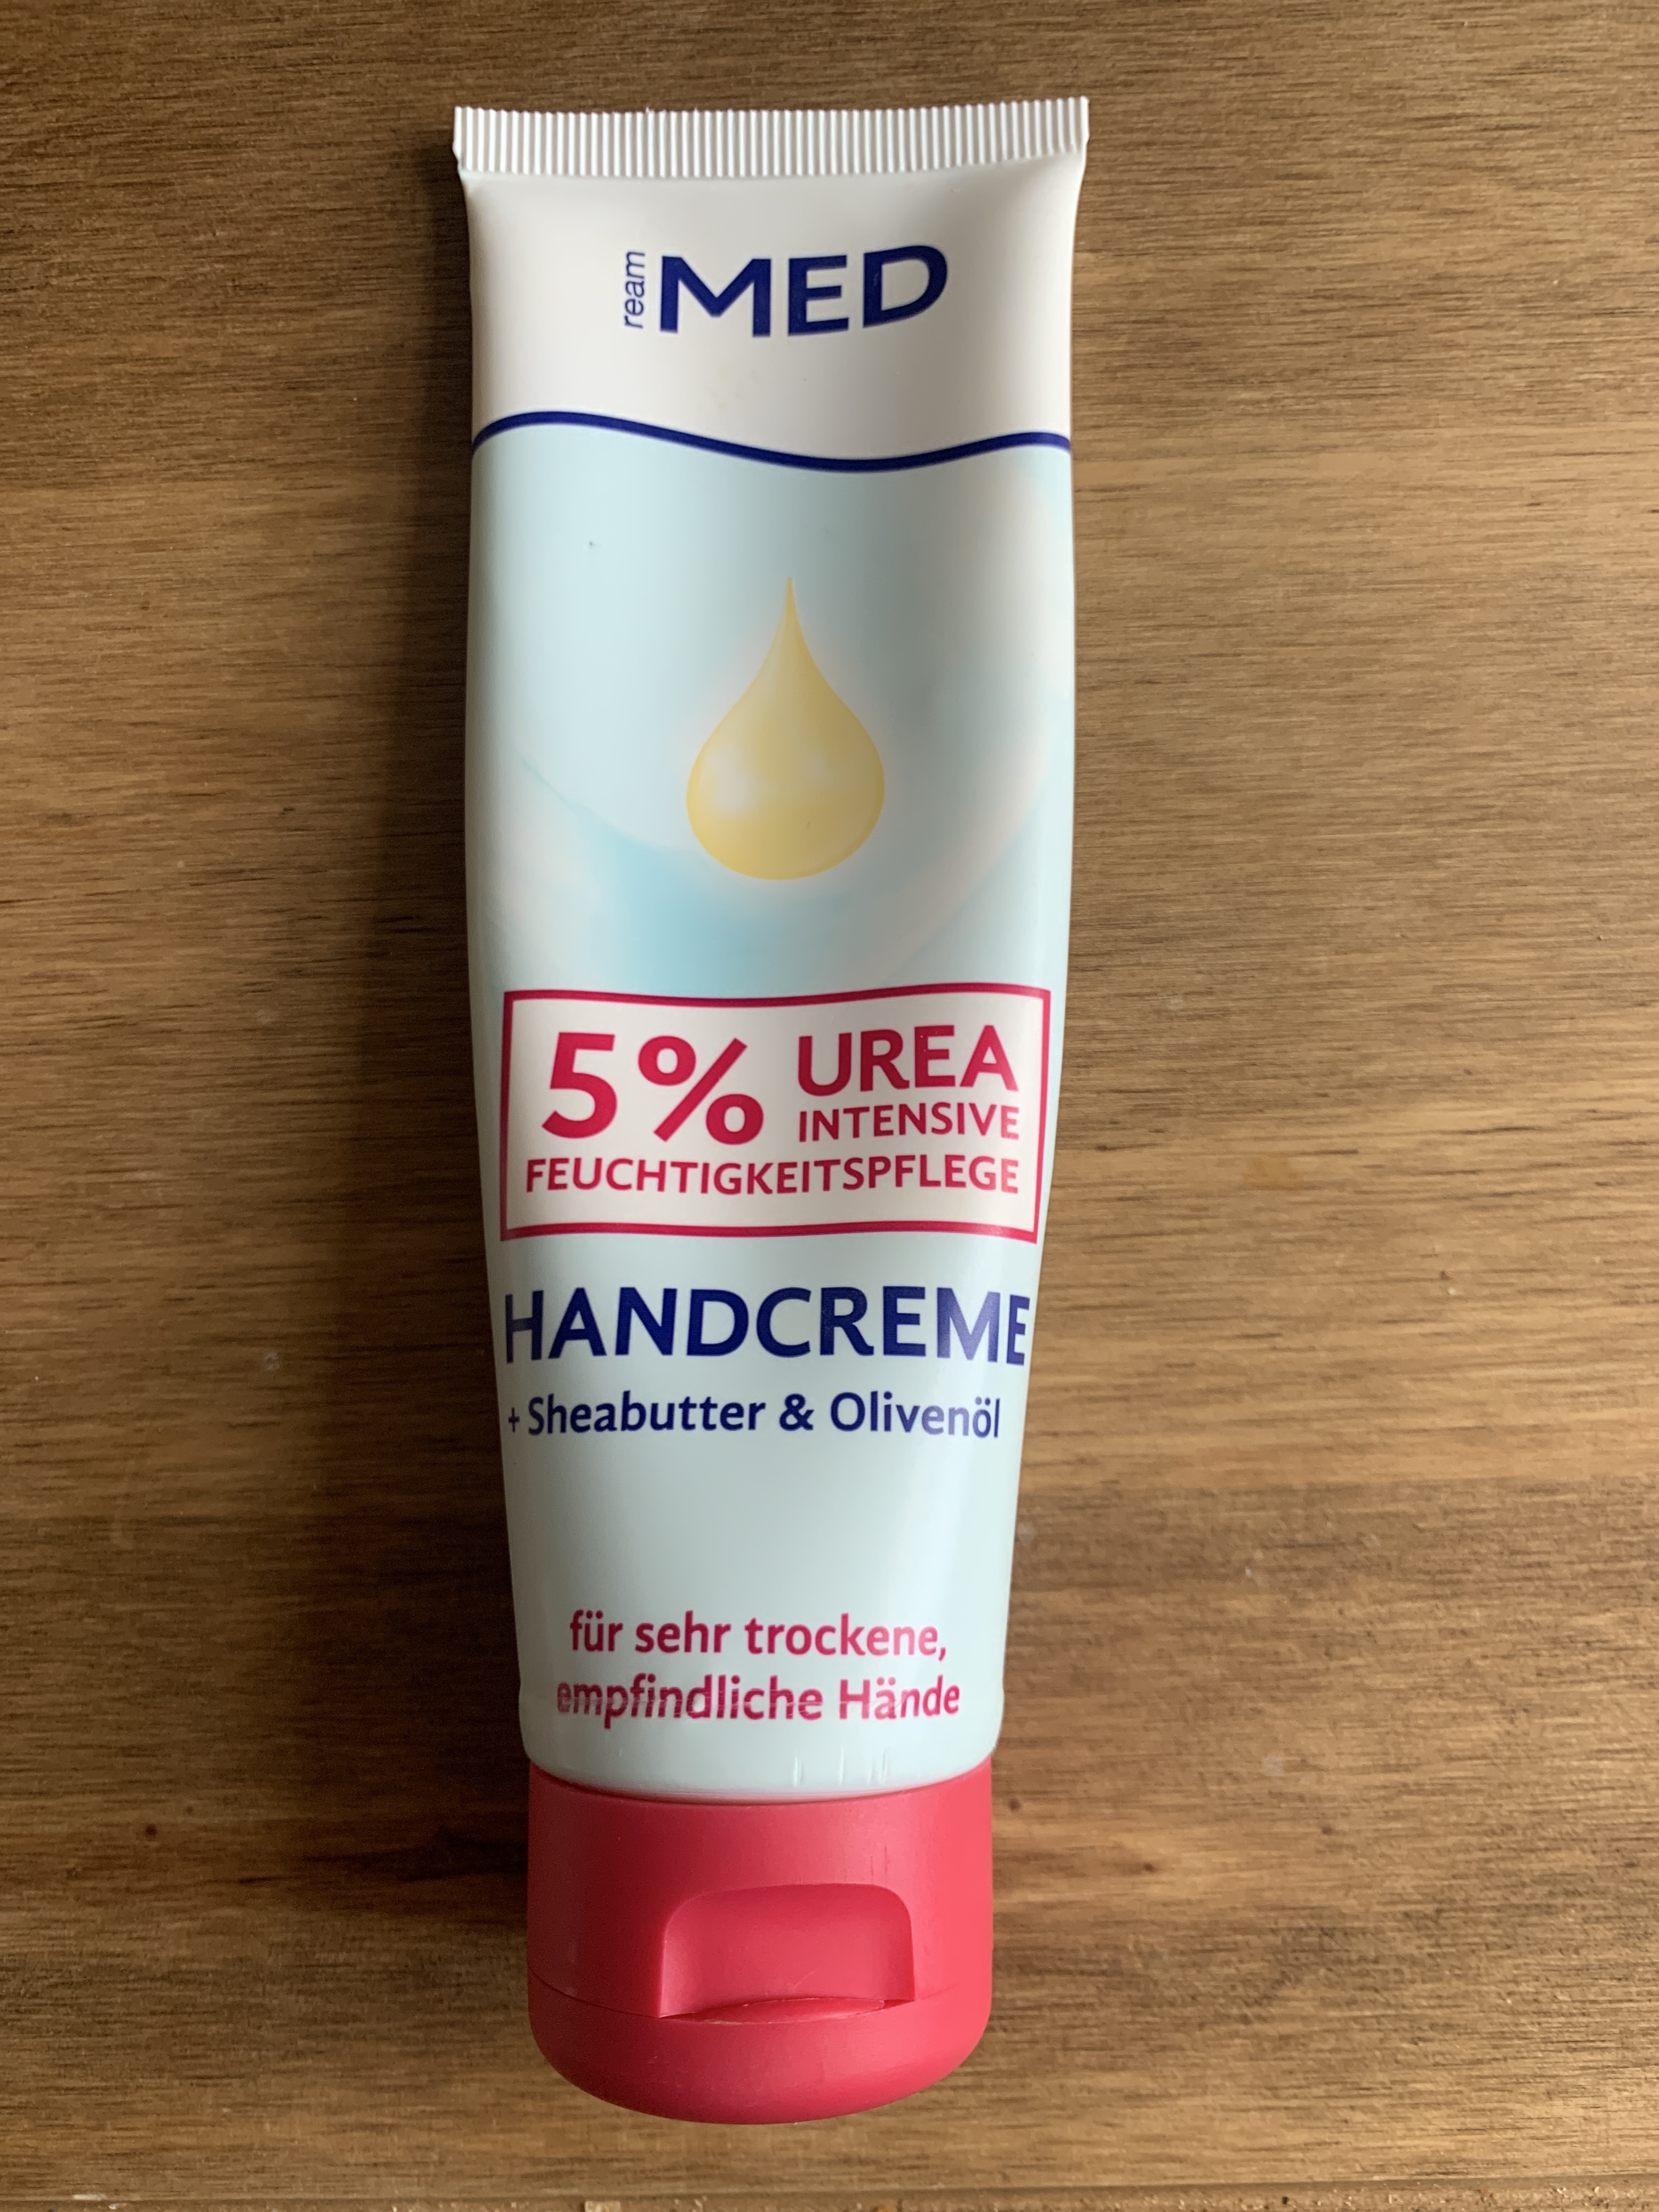 ream MED
5% UREA
INTENSIVE
FEUCHTIGKEITSPFLEGE
HANDCREME
+ Sheabutter & Olivenöl
für sehr trockene,
empfindliche Hände